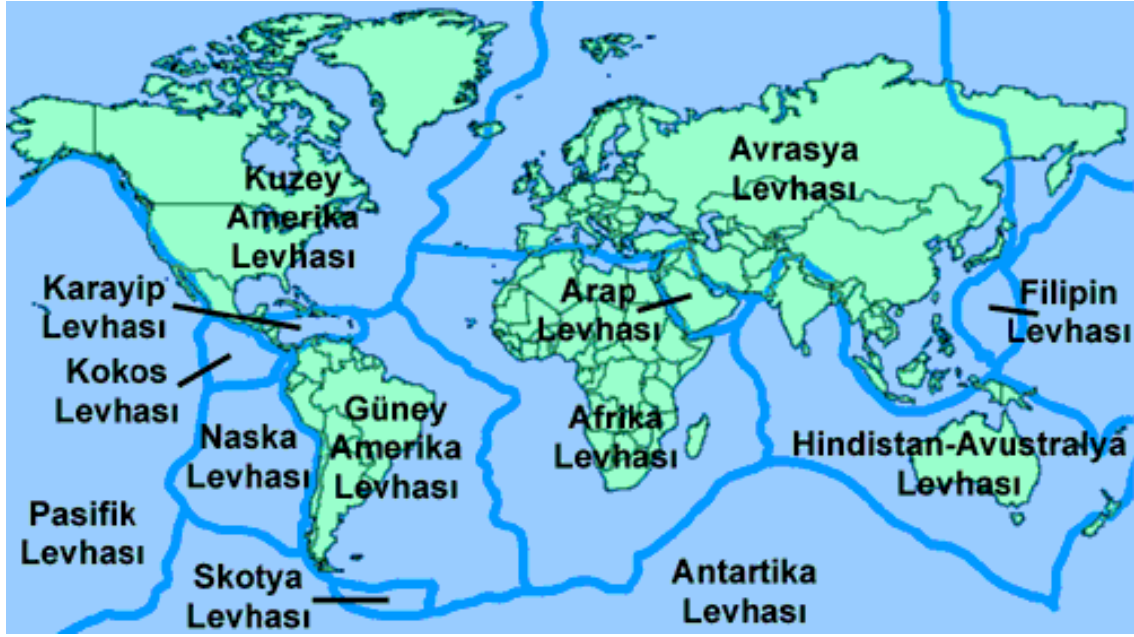 Avrasya
Levhası
Kuzey
Amerika
Levhası
Karayip
Levhası
Arap
Levhası
Filipin
Levhası
Kokos
Levhası
Güney
Amerika
Levhası
Naska
Levhası
Afrika
Levhası
Hindistan-Avustralya
Levhası
Pasifik
Levhası
Skotya
Levhası
Antartika
Levhası